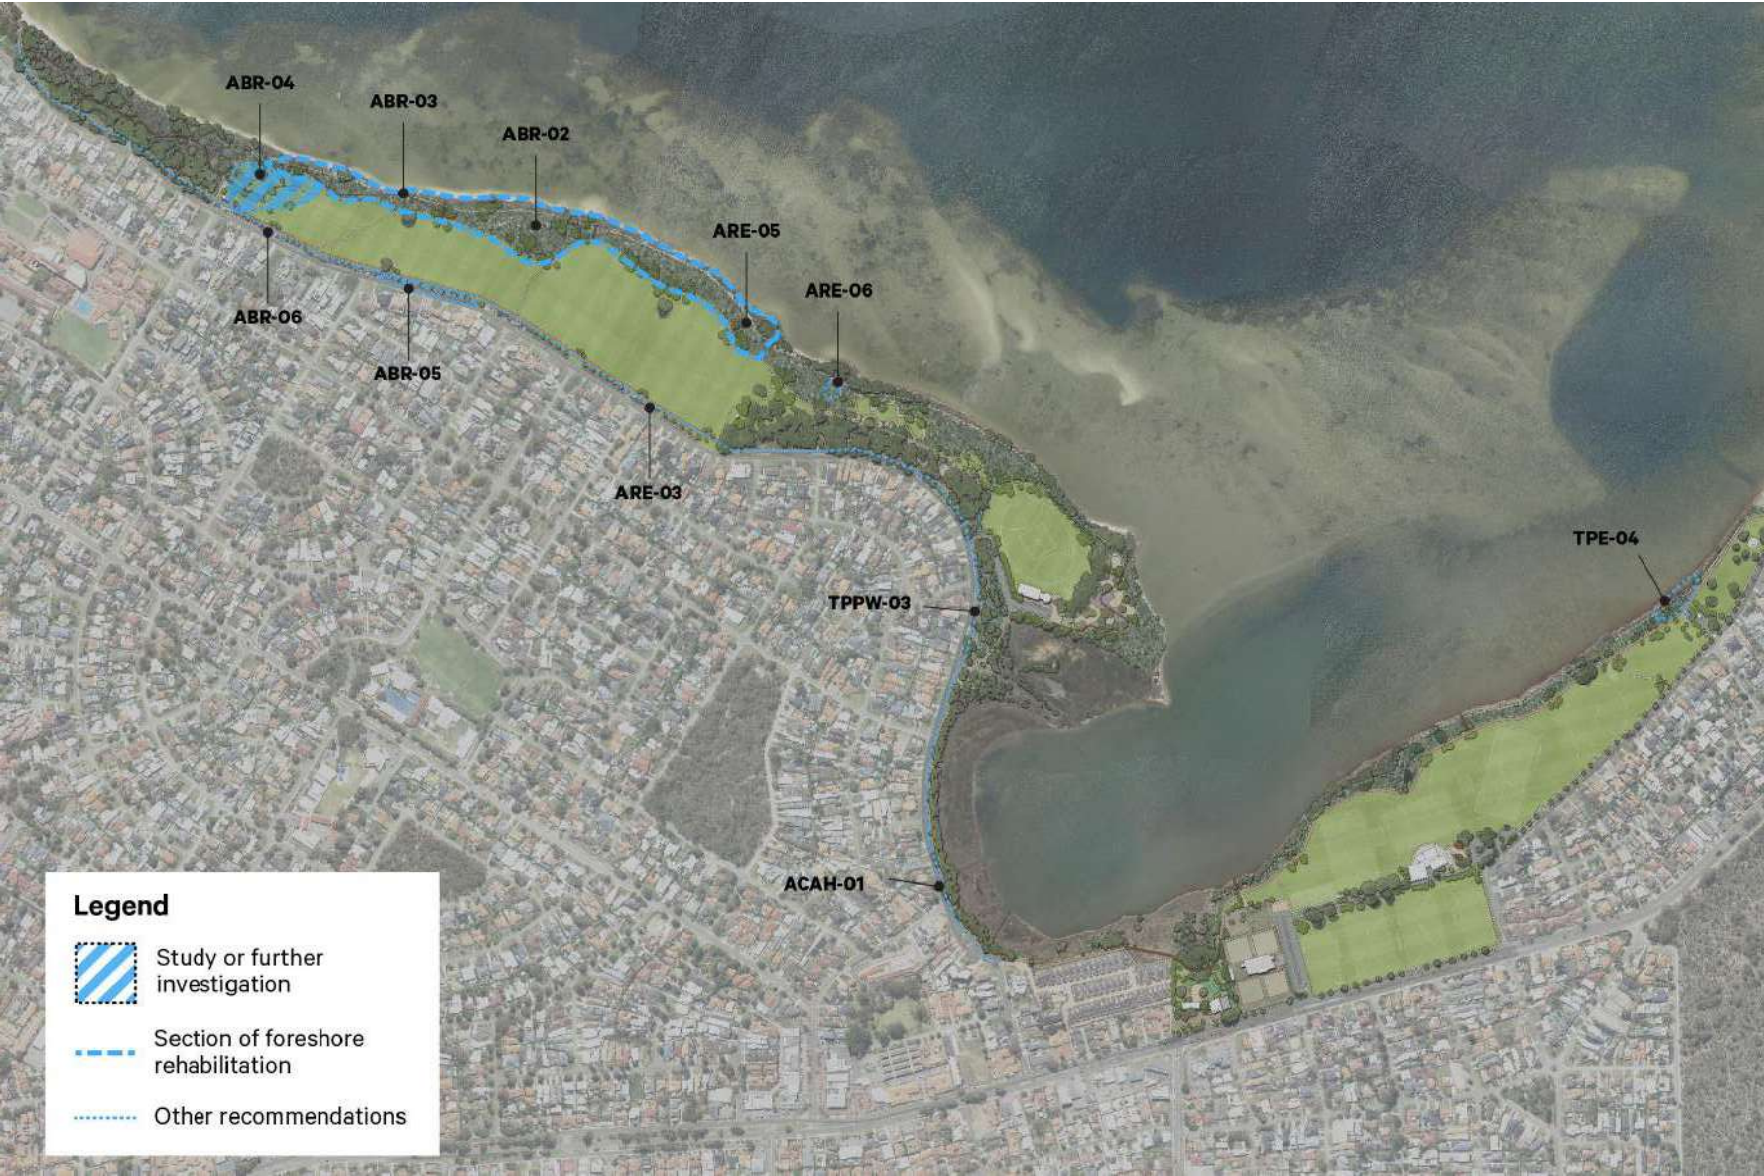 ABR-04
ABR-03
ABR-02
ARE-05
ARE-06
ABR-06
ABR-05
ARE-03
TPE-04
TPPW-03
ACAH-01
Legend
Study or further
investigation
Section of foreshore
rehabilitation
Other recommendations